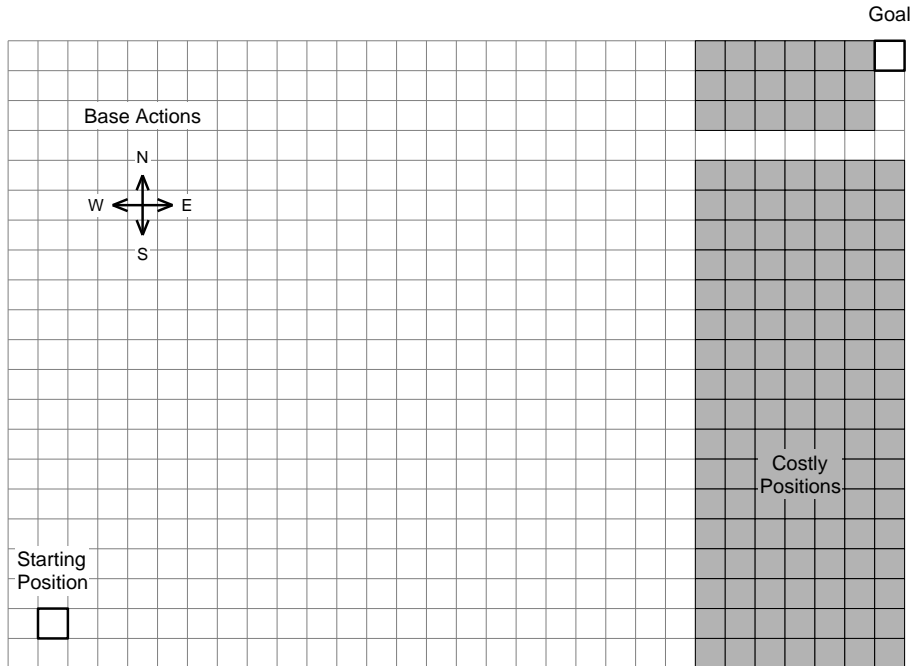 Goal
Base Actions
N
W
E
S
Costly
Positions
Starting
Position